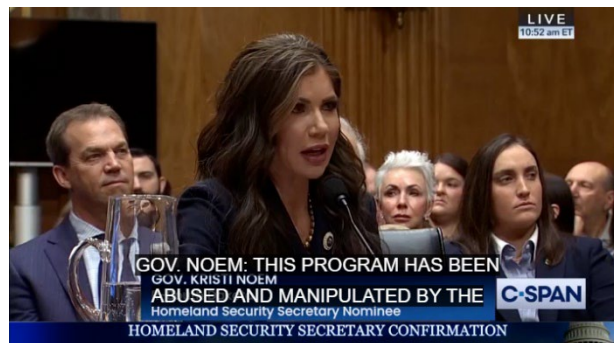 LIVE
10:52 am ET
GOV. NOEM: THIS PROGRAM HAS BEEN
GOV. KRISTI NOEM
ABUSED AND MANIPULATED BY THE
Homeland Security Secretary Nominee
C-SPAN
HOMELAND SECURITY SECRETARY CONFIRMATION